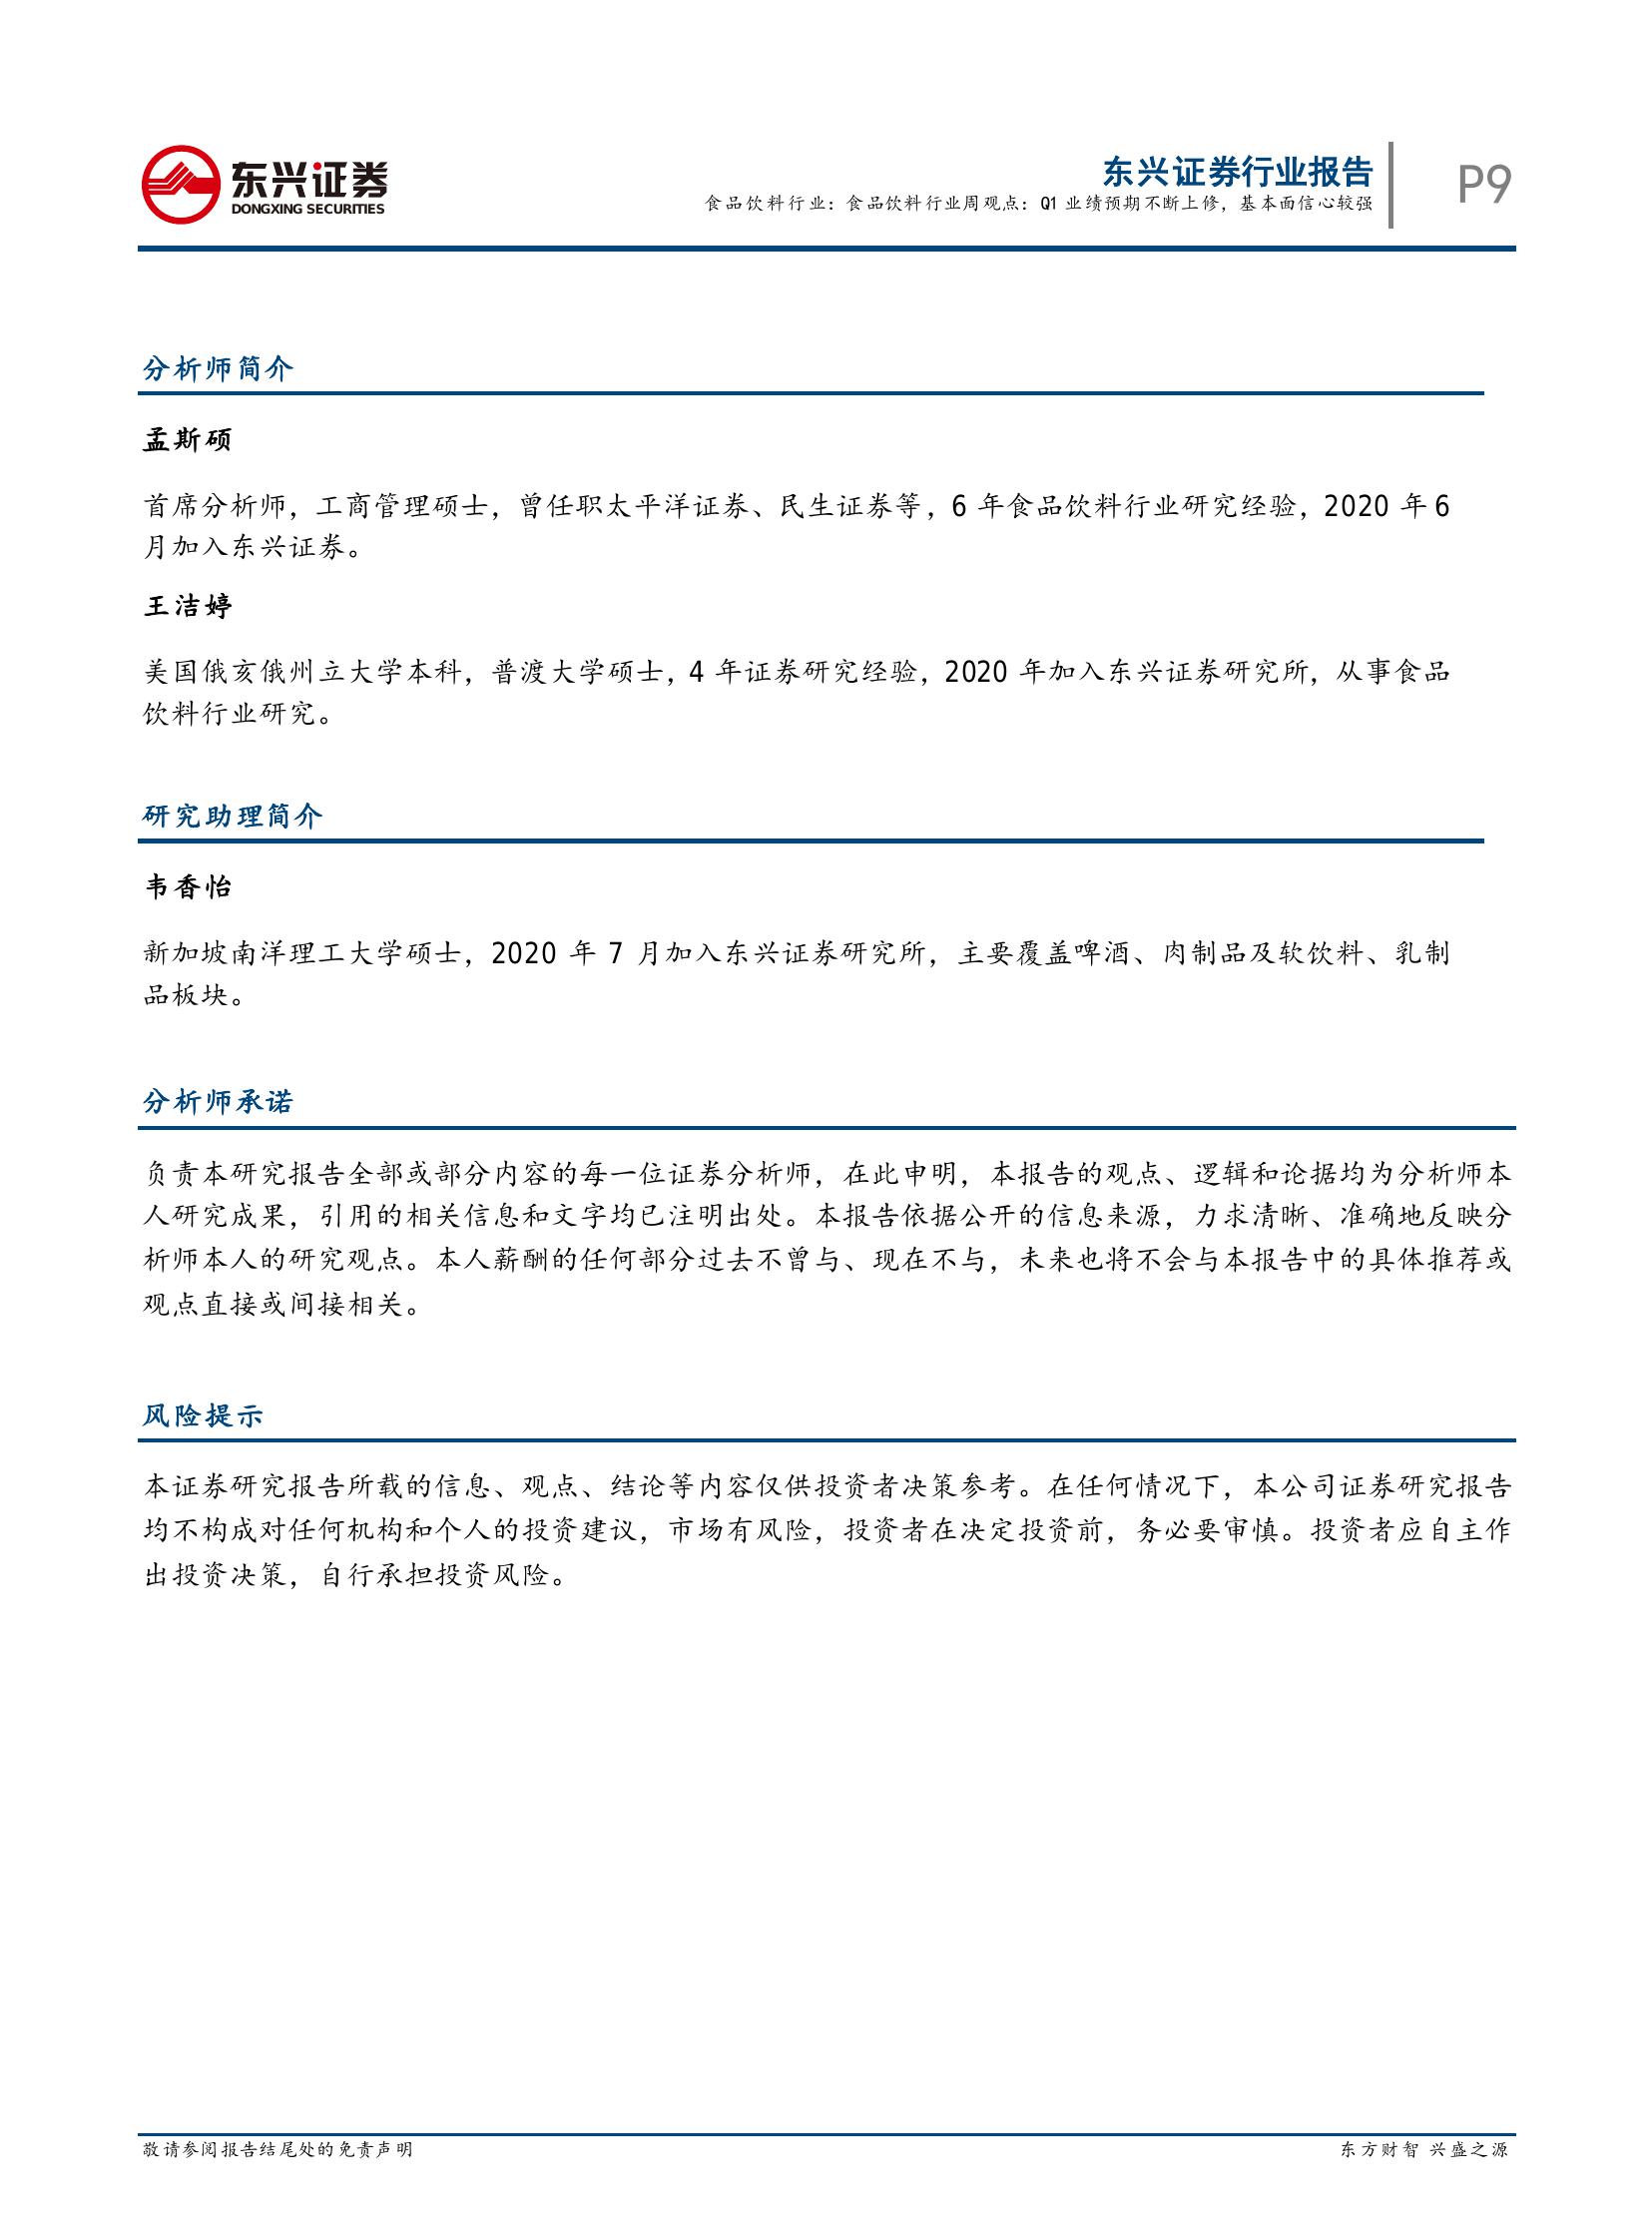 东兴证券
DONGXING SECURITIES
东兴证券行业报告
食品饮料行业：食品饮料行业周观点：Q1 业绩预期不断上修，基本面信心较强
P9
分析师简介
孟斯硕
首席分析师，工商管理硕士，曾任职太平洋证券、民生证券等，6 年食品饮料行业研究经验，2020 年 6
月加入东兴证券。
王洁婷
美国俄亥俄州立大学本科，普渡大学硕士，4 年证券研究经验，2020 年加入东兴证券研究所，从事食品
饮料行业研究。
研究助理简介
韦香怡
新加坡南洋理工大学硕士，2020 年 7 月加入东兴证券研究所，主要覆盖啤酒、肉制品及软饮料、乳制
品板块。
分析师承诺
负责本研究报告全部或部分内容的每一位证券分析师，在此申明，本报告的观点、逻辑和论据均为分析师本
人研究成果，引用的相关信息和文字均已注明出处。本报告依据公开的信息来源，力求清晰、准确地反映分
析师本人的研究观点。本人薪酬的任何部分过去不曾与、现在不与，未来也将不会与本报告中的具体推荐或
观点直接或间接相关。
风险提示
本证券研究报告所载的信息、观点、结论等内容仅供投资者决策参考。在任何情况下，本公司证券研究报告
均不构成对任何机构和个人的投资建议，市场有风险，投资者在决定投资前，务必要审慎。投资者应自主作
出投资决策，自行承担投资风险。
敬请参阅报告结尾处的免责声明
东方财智 兴盛之源